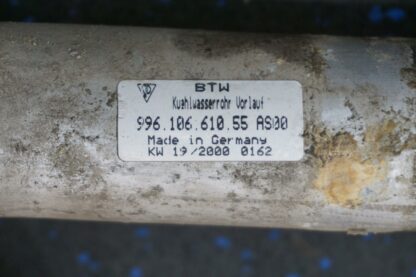 BTW
Kuehlwasserrohr Vorlauf
996.106.610.55 AS00
Made in Germany
KW 19/2000 0162